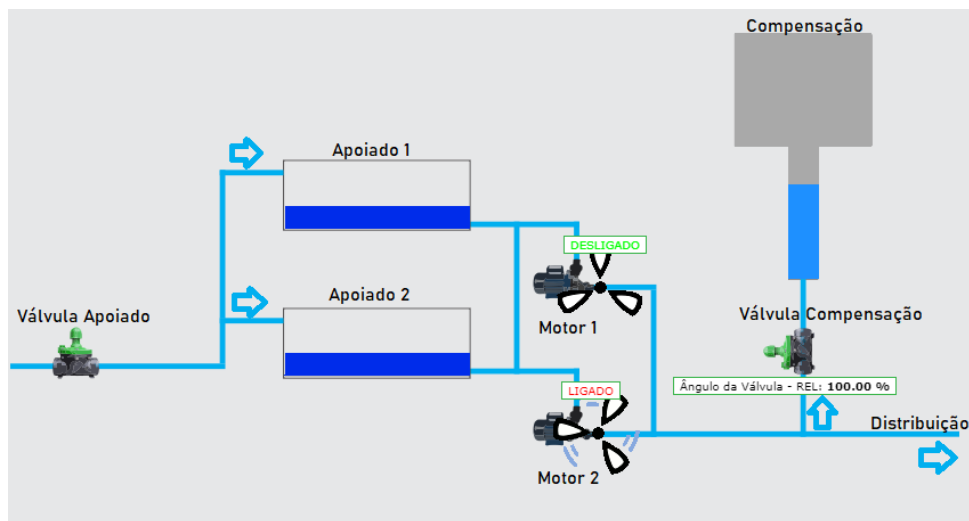 Compensação
Apoiado 1
DESLIGADO
Apoiado 2
Válvula Apoiado
Motor 1
Válvula Compensação
Ângulo da Válvula - REL: 100.00 %
LIGADO
Distribuição
Motor 2